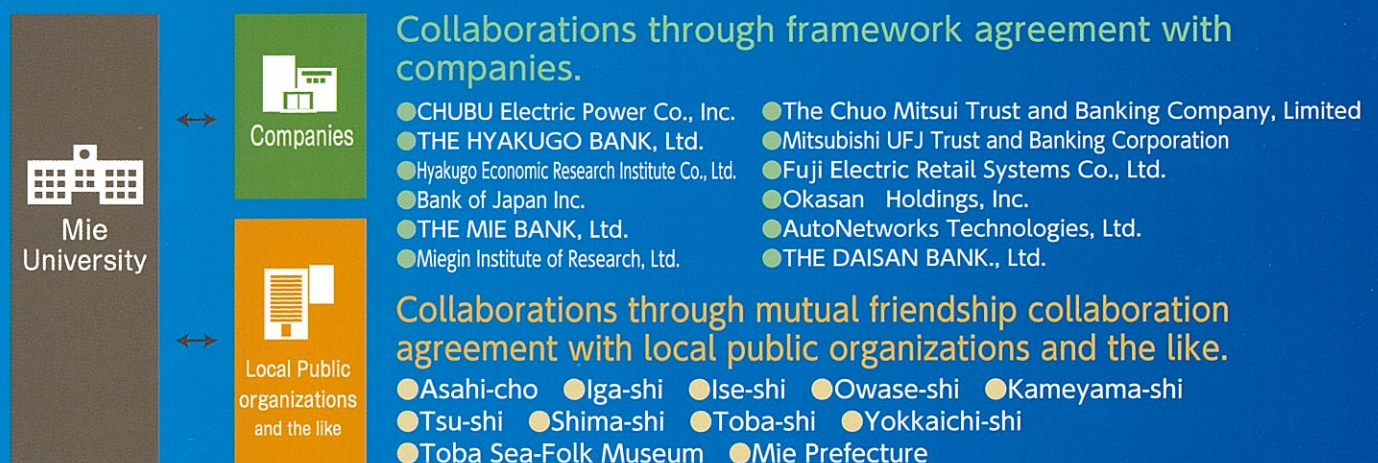 Mie
University
Companies
Local Public
organizations
and the like
Collaborations through framework agreement with
companies.
●CHUBU Electric Power Co., Inc. ●The Chuo Mitsui Trust and Banking Company, Limited
●THE HYAKUGO BANK, Ltd. ●Mitsubishi UFJ Trust and Banking Corporation
●Hyakugo Economic Research Institute Co., Ltd. ●Fuji Electric Retail Systems Co., Ltd.
●Bank of Japan Inc. ●Okasan Holdings, Inc.
●THE MIE BANK, Ltd. ●AutoNetworks Technologies, Ltd.
●Miegin Institute of Research, Ltd. ●THE DAISAN BANK., Ltd.
Collaborations through mutual friendship collaboration
agreement with local public organizations and the like.
●Asahi-cho ●Iga-shi ●Ise-shi ●Owase-shi ●Kameyama-shi
●Tsu-shi ●Shima-shi ●Toba-shi ●Yokkaichi-shi
●Toba Sea-Folk Museum ●Mie Prefecture